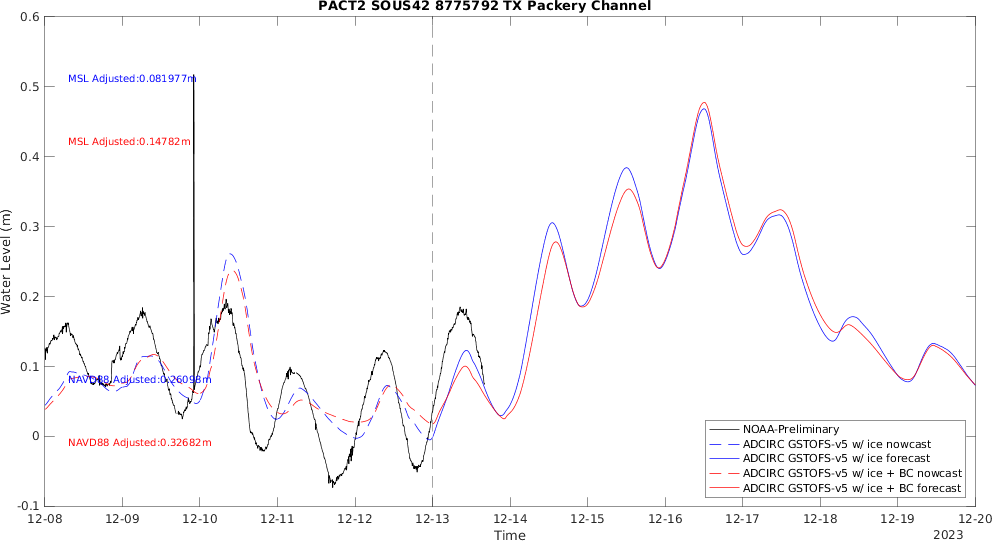 PACT2 SOUS42 8775792 TX Packery Channel
0.6
0.5
0.4
0.3
0.2
0.1
0
-0.1
Water Level (m)
MSL Adjusted:0.081977m
MSL Adjusted:0.14782m
NAVD88 Adjusted:0.26098m
NAVD88 Adjusted:0.32682m
NOAA-Preliminary
ADCIRC GSTOFS-v5 w/ ice nowcast
ADCIRC GSTOFS-v5 w/ ice forecast
ADCIRC GSTOFS-v5 w/ ice + BC nowcast
ADCIRC GSTOFS-v5 w/ ice + BC forecast
12-08 12-09 12-10 12-11 12-12 12-13 12-14 12-15 12-16 12-17 12-18 12-19 12-20
Time
2023